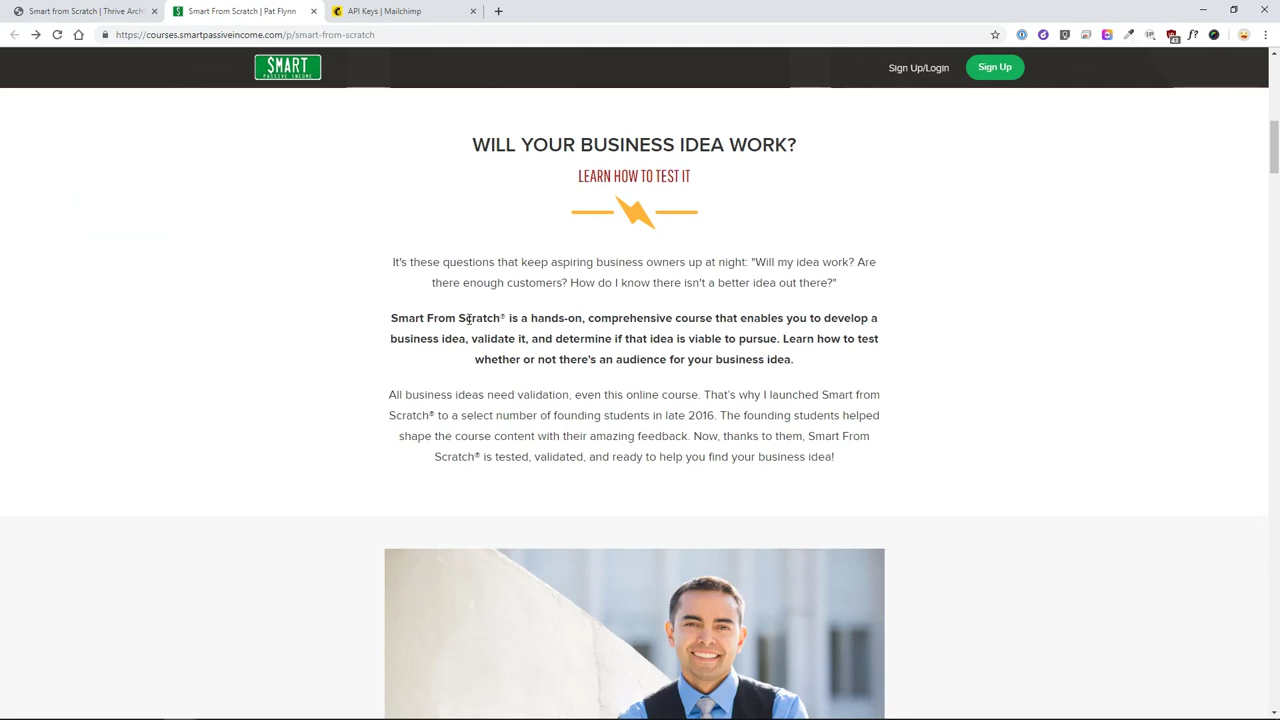 Smart from Scratch | Thrive Arch
Smart From Scratch | Pat Flynn
API Keys | Mailchimp
https://courses.smartpassiveincome.com/p/smart-from-scratch
SMART
PASSIVE INCOME
Sign Up/Login
Sign Up
WILL YOUR BUSINESS IDEA WORK?
LEARN HOW TO TEST IT
It's these questions that keep aspiring business owners up at night: "Will my idea work? Are
there enough customers? How do I know there isn't a better idea out there?"
Smart From Scratch® is a hands-on, comprehensive course that enables you to develop a
business idea, validate it, and determine if that idea is viable to pursue. Learn how to test
whether or not there's an audience for your business idea.
All business ideas need validation, even this online course. That's why I launched Smart from
Scratch® to a select number of founding students in late 2016. The founding students helped
shape the course content with their amazing feedback. Now, thanks to them, Smart From
Scratch® is tested, validated, and ready to help you find your business idea!